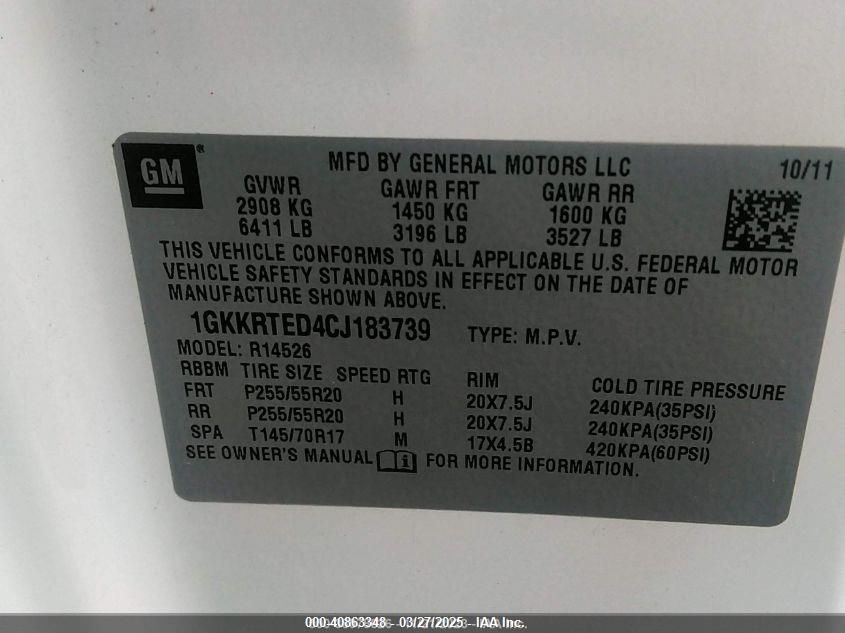 GM® MFD BY GENERAL MOTORS LLC 10/11
GVWR GAWR FRT GAWR RR
2908 KG 1450 KG 1600 KG
6411 LB 3196 LB 3527 LB
THIS VEHICLE CONFORMS TO ALL APPLICABLE U.S. FEDERAL MOTOR
VEHICLE SAFETY STANDARDS IN EFFECT ON THE DATE OF
MANUFACTURE SHOWN ABOVE.
1GKKRTED4CJ183739 TYPE: M.P.V.
MODEL: R14526
RBBM TIRE SIZE SPEED RTG RIM COLD TIRE PRESSURE
FRT P255/55R20 H 20X7.5J 240KPA(35PSI)
RR P255/55R20 H 20X7.5J 240KPA(35PSI)
SPA T145/70R17 M 17X4.5B 420KPA(60PSI)
SEE OWNER'S MANUAL FOR MORE INFORMATION.
000-40863348 - 03/27/2025 - IAA Inc.